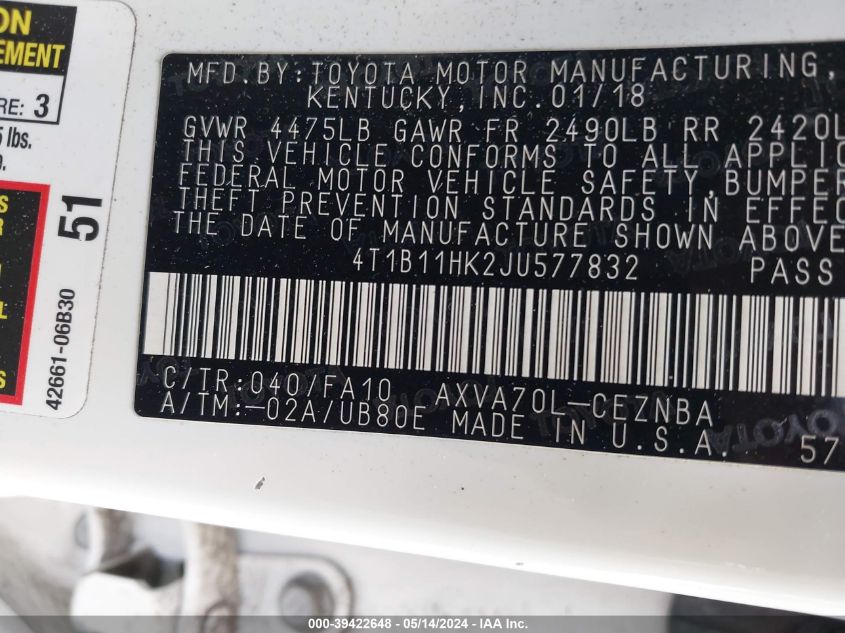 ON
EMENT
RE: 3
5 lbs.
S
R
L
S
51
42661-06B30
MFD BY:TOYOTA MOTOR MANUFACTURING,
KENTUCKY, INC. 01/18
GVWR 4475LB GAWR FR 2490LB RR 2420L
THIS VEHICLE CONFORMS TO ALL APPLIC
FEDERAL MOTOR VEHICLE SAFETY, BUMPER
THEFT PREVENTION STANDARDS IN EFFEC
THE DATE OF MANUFACTURE SHOWN ABOVE
4T1B11HK2JU577832 PASS
C/TR:040/FA10 AXVA70L-CEZNBA
A/TM:-02A/UB80E MADE IN U.S.A. 57
000-39422648 - 05/14/2024 - IAA Inc.